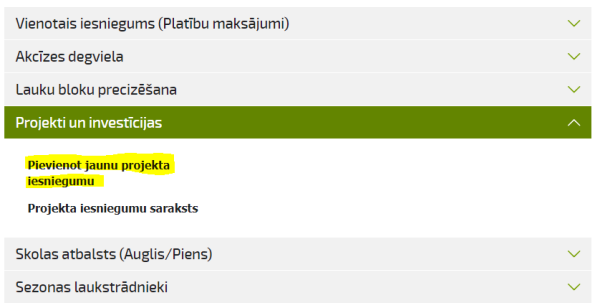 Vienotais iesniegums (Platību maksājumi)
Akcīzes degviela
Lauku bloku precizēšana
Projekti un investīcijas
Pievienot jaunu projekta
iesniegumu
Projekta iesniegumu saraksts
Skolas atbalsts (Auglis/Piens)
Sezonas laukstrādnieki